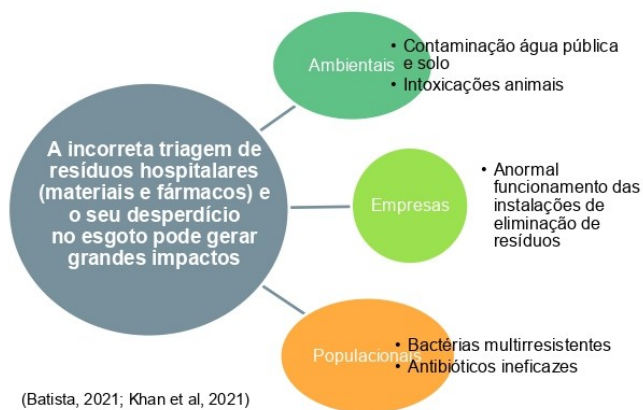 A incorreta triagem de
resíduos hospitalares
(materiais e fármacos) e
o seu desperdício
no esgoto pode gerar
grandes impactos
Ambientais
• Contaminação água pública
e solo
• Intoxicações animais
Empresas
• Anormal
funcionamento das
instalações de
eliminação de
resíduos
Populacionais
• Bactérias multirresistentes
• Antibióticos ineficazes
(Batista, 2021; Khan et al, 2021)